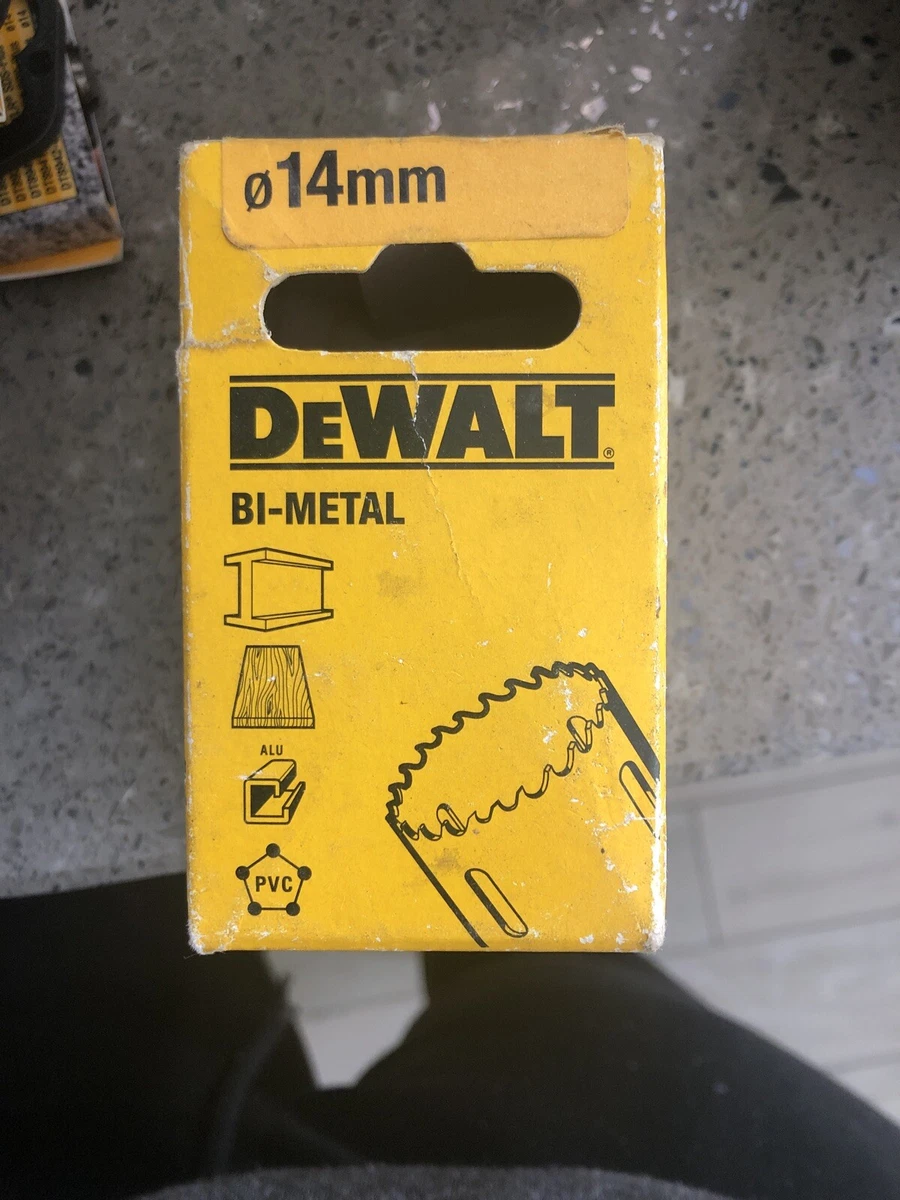 ø14mm
DEWALT®
BI-METAL
ALU
PVC